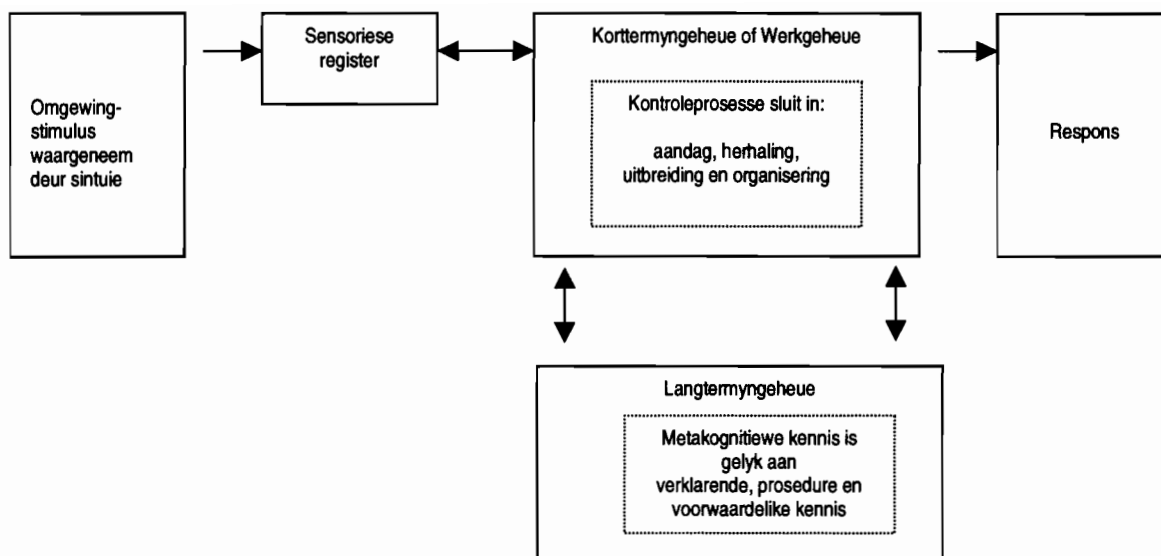 Omgewing-
stimulus
waargeneem
deur sintuie
Sensoriese
register
Korttermyngeheue of Werkgeheue
Kontroleprosesse sluit in:
aandag, herhaling,
uitbreiding en organisering
Respons
Langtermyngeheue
Metakognitiewe kennis is
gelyk aan
verklarende, prosedure en
voorwaardelike kennis